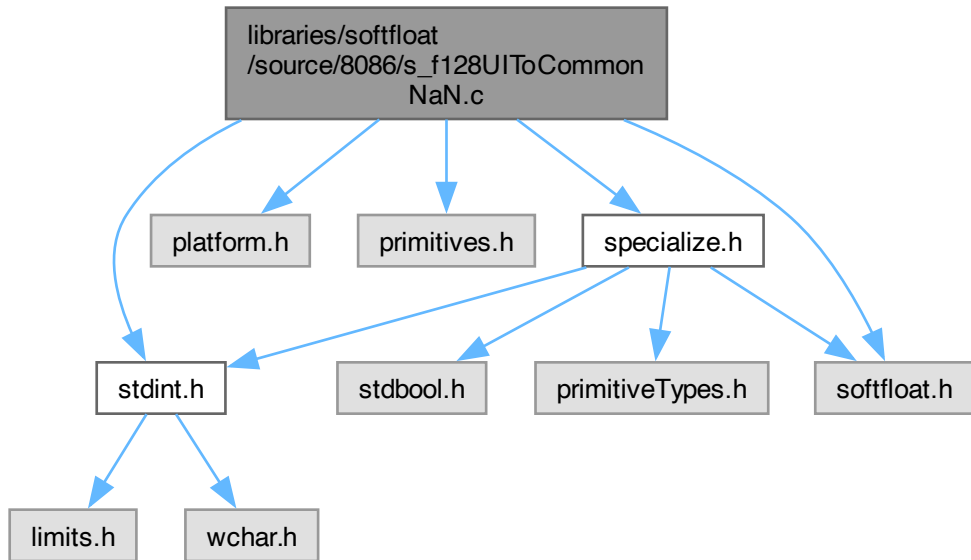 libraries/softfloat
/source/8086/s_f128UIToCommon
NaN.c
platform.h
primitives.h
specialize.h
stdint.h
stdbool.h
primitiveTypes.h
softfloat.h
limits.h
wchar.h